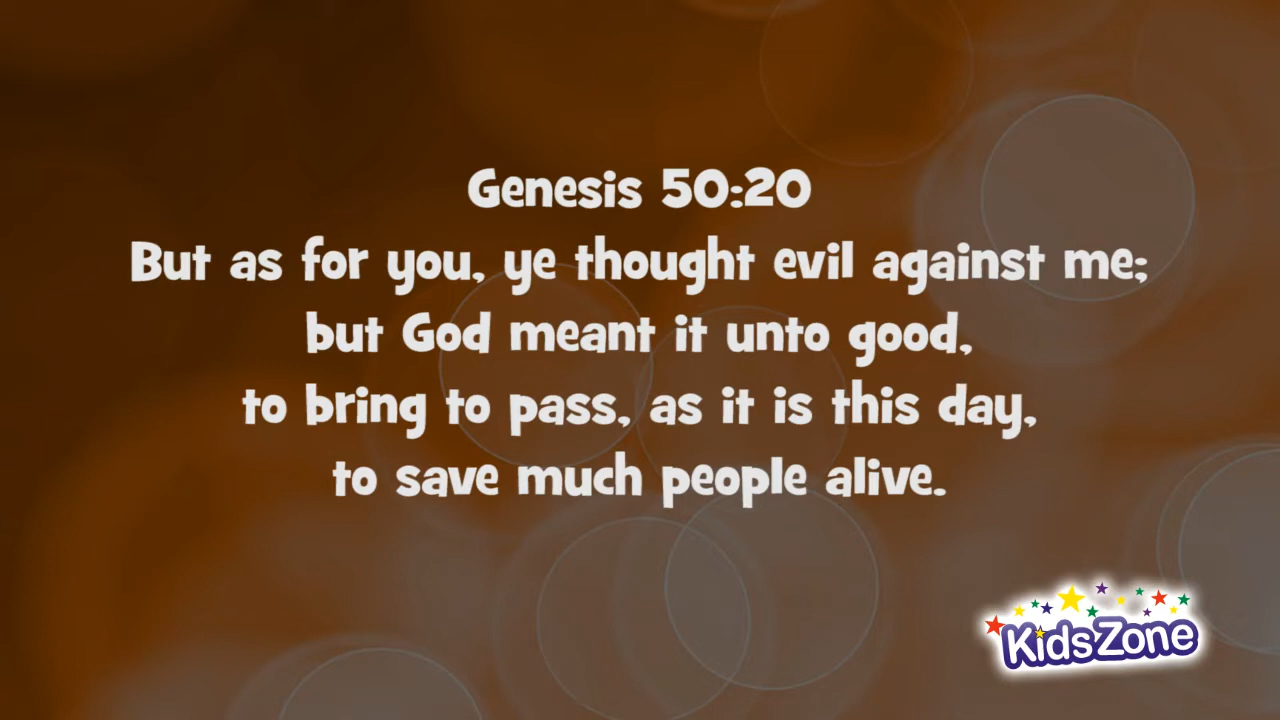 Genesis 50:20
But as for you, ye thought evil against me;
but God meant it unto good,
to bring to pass, as it is this day,
to save much people alive.
KidsZone